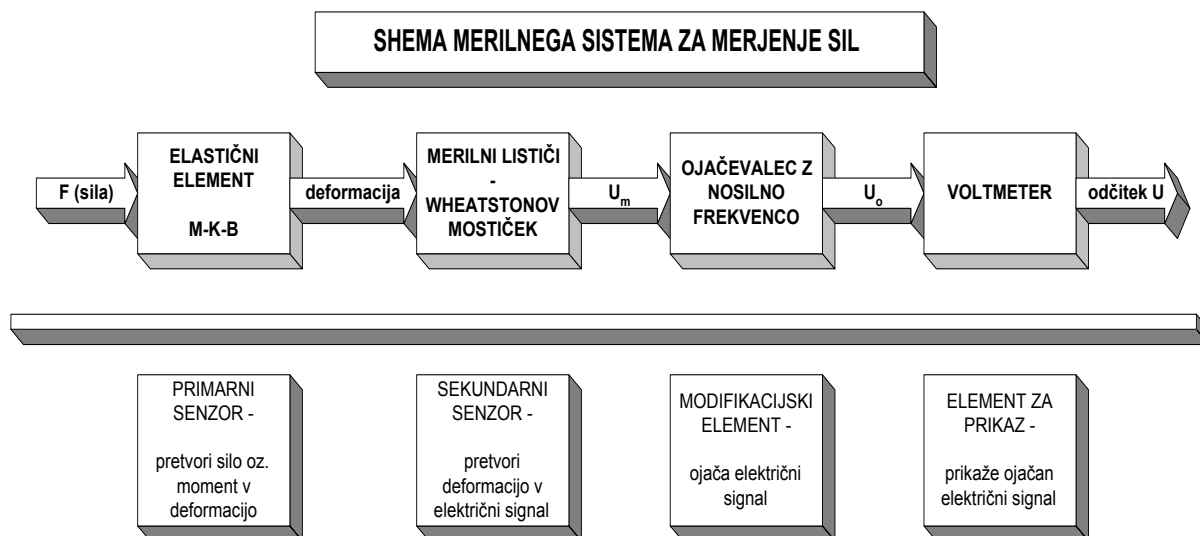 SHEMA MERILNEGA SISTEMA ZA MERJENJE SIL
F (sila)
ELASTIČNI
ELEMENT
M-K-B
deformacija
MERILNI LISTIČI
-
WHEATSTONOV
MOSTIČEK
U_m
OJAČEVALEC Z
NOSILNO
FREKVENCO
U_o
VOLTMETER
odčitek U
PRIMARNI
SENZOR -
pretvori silo oz.
moment v
deformacijo
SEKUNDARNI
SENZOR -
pretvori
deformacijo v
električni signal
MODIFIKACIJSKI
ELEMENT -
ojača električni
signal
ELEMENT ZA
PRIKAZ -
prikaže ojačan
električni signal